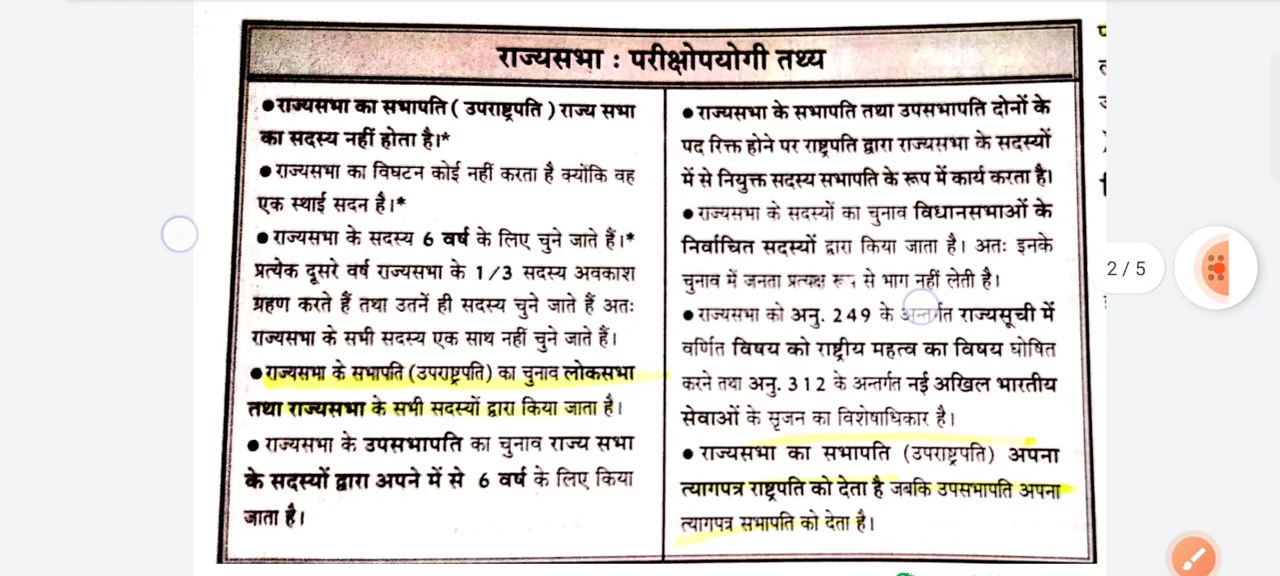 राज्यसभा : परीक्षोपयोगी तथ्य
●राज्यसभा का सभापति ( उपराष्ट्रपति ) राज्य सभा
का सदस्य नहीं होता है।*
● राज्यसभा का विघटन कोई नहीं करता है क्योंकि वह
एक स्थाई सदन है।*
● राज्यसभा के सदस्य 6 वर्ष के लिए चुने जाते हैं।*
प्रत्येक दूसरे वर्ष राज्यसभा के 1/3 सदस्य अवकाश
ग्रहण करते हैं तथा उतनें ही सदस्य चुने जाते हैं अतः
राज्यसभा के सभी सदस्य एक साथ नहीं चुने जाते हैं।
●राज्यसभा के सभापति (उपराष्ट्रपति) का चुनाव लोकसभा
तथा राज्यसभा के सभी सदस्यों द्वारा किया जाता है।
● राज्यसभा के उपसभापति का चुनाव राज्य सभा
के सदस्यों द्वारा अपने में से 6 वर्ष के लिए किया
जाता है।
● राज्यसभा के सभापति तथा उपसभापति दोनों के
पद रिक्त होने पर राष्ट्रपति द्वारा राज्यसभा के सदस्यों
में से नियुक्त सदस्य सभापति के रूप में कार्य करता है।
● राज्यसभा के सदस्यों का चुनाव विधानसभाओं के
निर्वाचित सदस्यों द्वारा किया जाता है। अतः इनके
चुनाव में जनता प्रत्यक्ष रूप से भाग नहीं लेती है।
● राज्यसभा को अनु. 249 के अन्तर्गत राज्यसूची में
वर्णित विषय को राष्ट्रीय महत्व का विषय घोषित
करने तथा अनु. 312 के अन्तर्गत नई अखिल भारतीय
सेवाओं के सृजन का विशेषाधिकार है।
● राज्यसभा का सभापति (उपराष्ट्रपति) अपना
त्यागपत्र राष्ट्रपति को देता है जबकि उपसभापति अपना
त्यागपत्र सभापति को देता है।
2 / 5